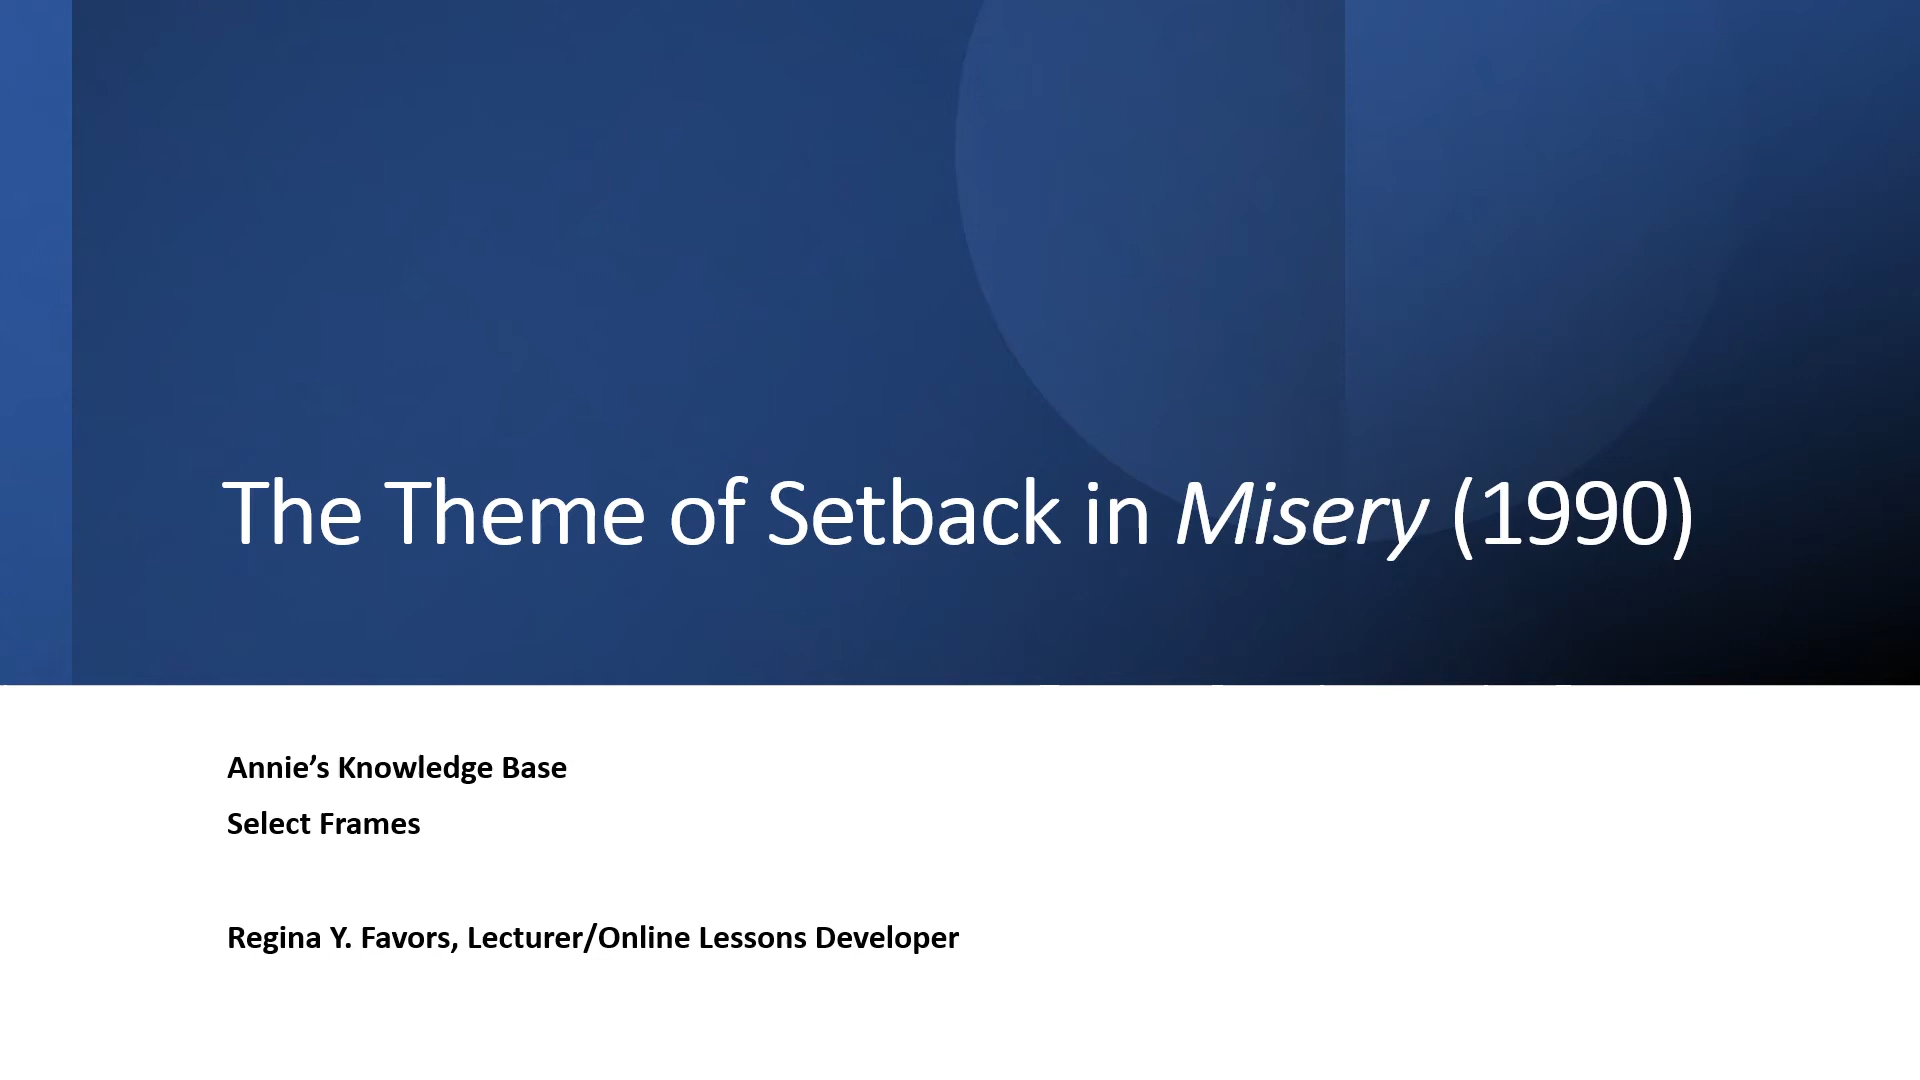 The Theme of Setback in Misery (1990)
Annie’s Knowledge Base
Select Frames
Regina Y. Favors, Lecturer/Online Lessons Developer